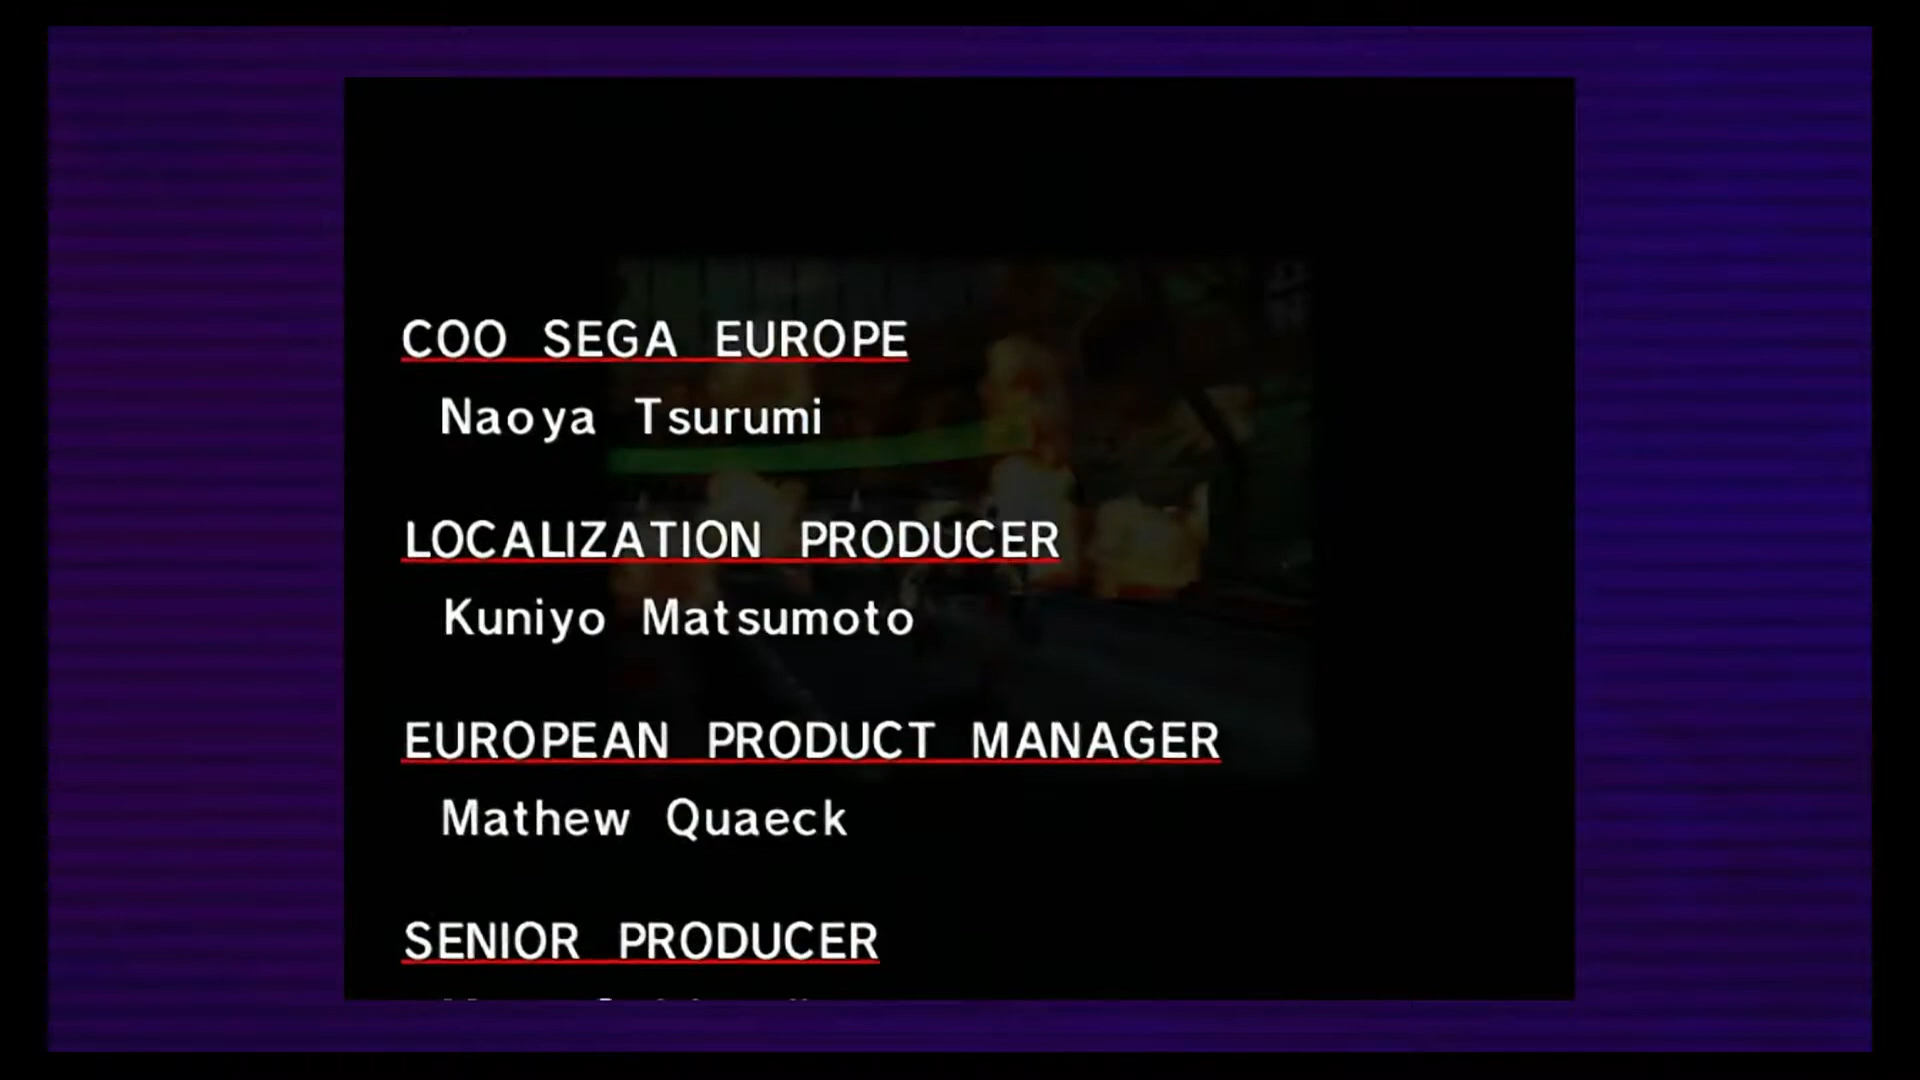 COO SEGA EUROPE
Naoya Tsurumi
LOCALIZATION PRODUCER
Kuniyo Matsumoto
EUROPEAN PRODUCT MANAGER
Mathew Quaeck
SENIOR PRODUCER